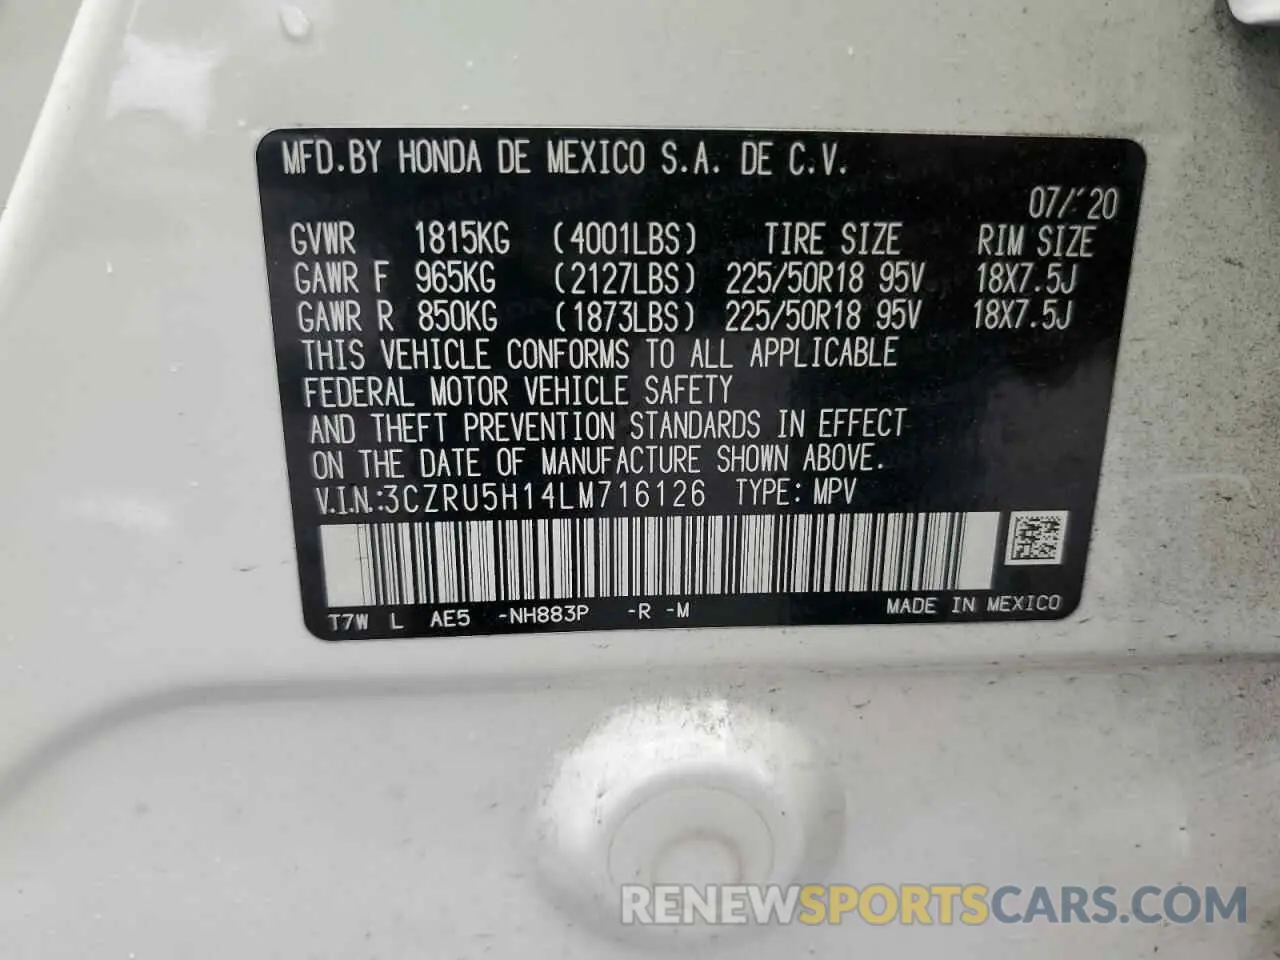 MFD.BY HONDA DE MEXICO S.A. DE C.V.
07/'20
GVWR 1815KG (4001LBS) TIRE SIZE RIM SIZE
GAWR F 965KG (2127LBS) 225/50R18 95V 18X7.5J
GAWR R 850KG (1873LBS) 225/50R18 95V 18X7.5J
THIS VEHICLE CONFORMS TO ALL APPLICABLE
FEDERAL MOTOR VEHICLE SAFETY
AND THEFT PREVENTION STANDARDS IN EFFECT
ON THE DATE OF MANUFACTURE SHOWN ABOVE.
V.I.N.:3CZRU5H14LM716126 TYPE: MPV
T7W L AE5 -NH883P -R -M MADE IN MEXICO
RENEWSPORTSCARS.COM